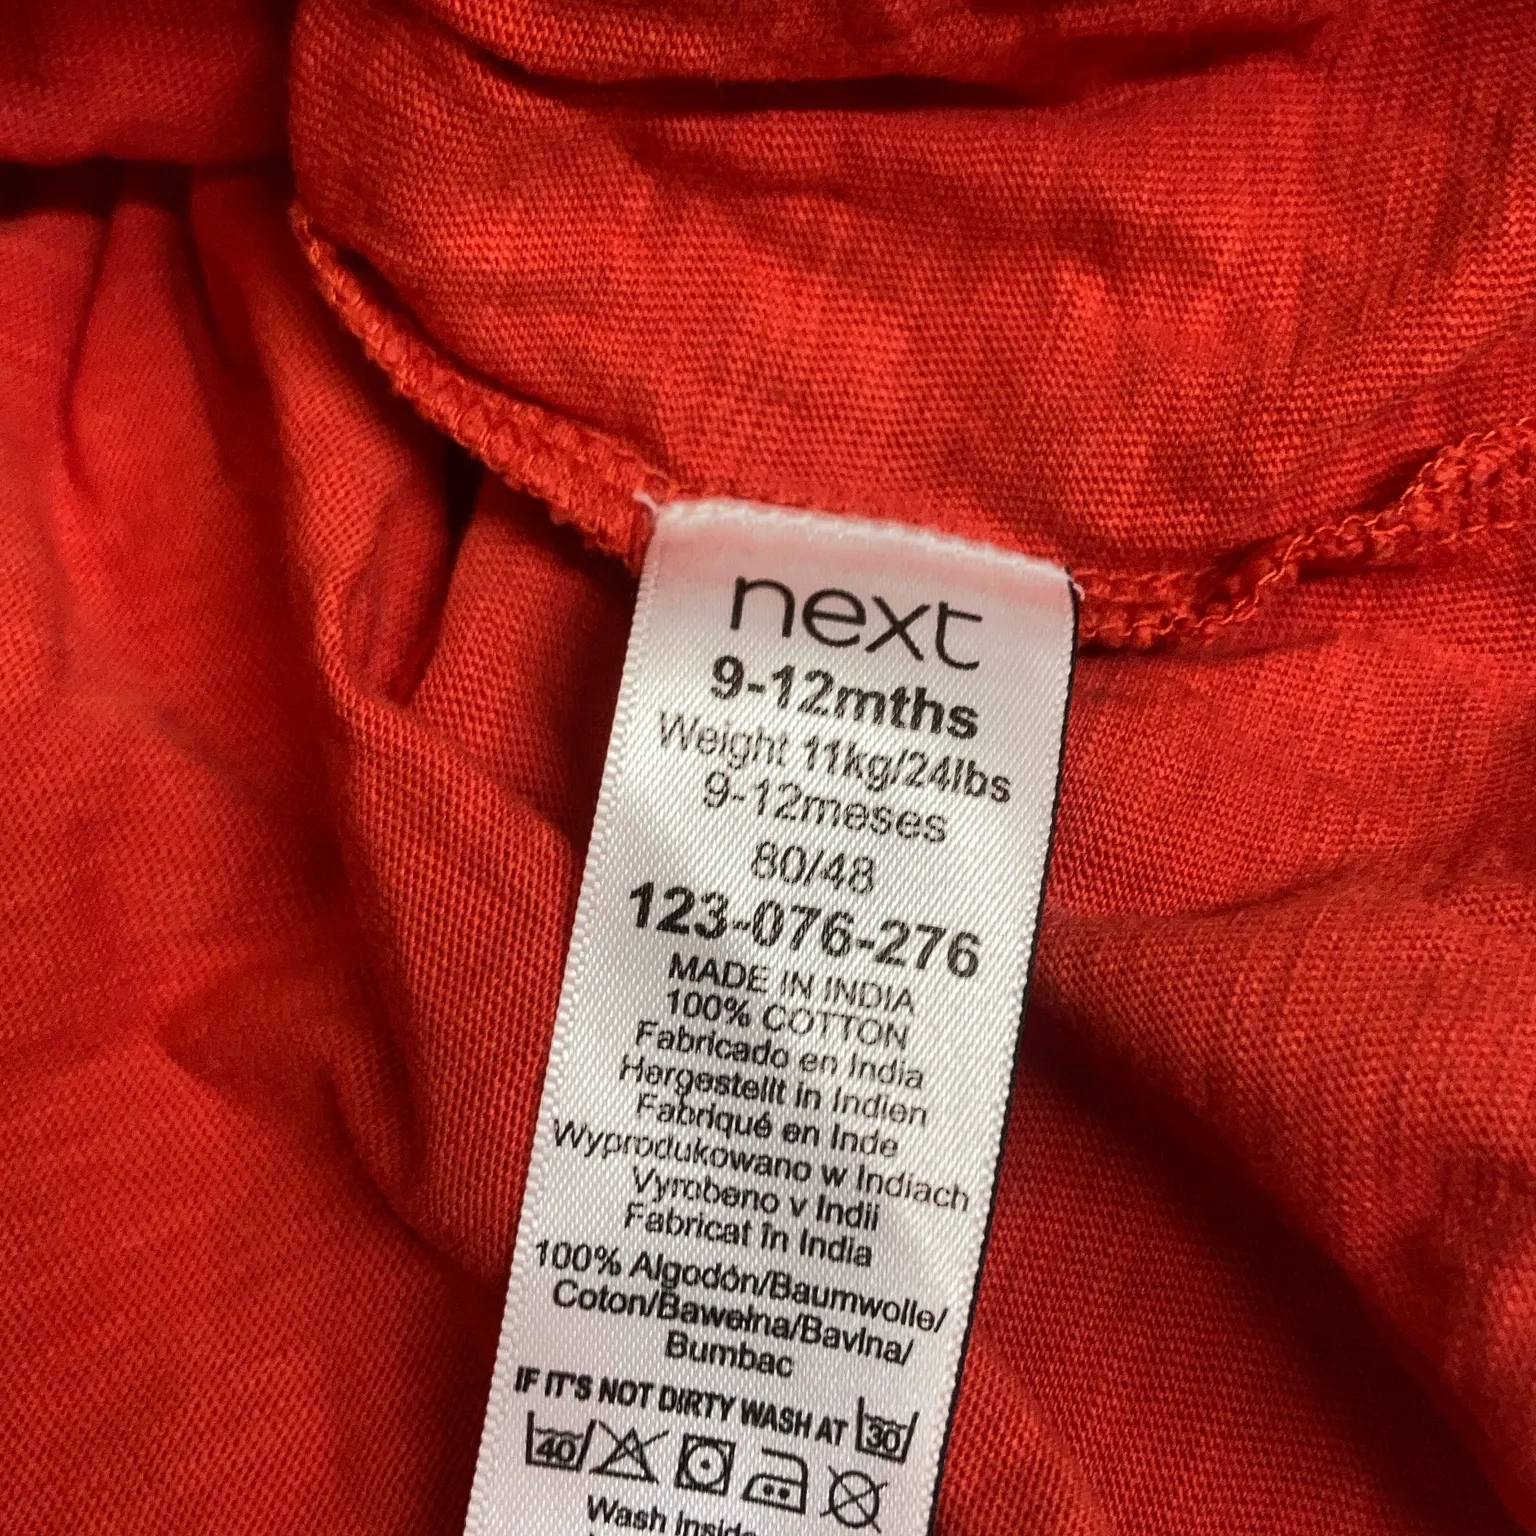 next
9-12mths
Weight 11kg/24lbs
9-12meses
80/48
123-076-276
MADE IN INDIA
100% COTTON
Fabricado en India
Hergestellt in Indien
Fabriqué en Inde
Wyprodukowano w Indiach
Vyrobeno v Indii
Fabricat în India
100% Algodón/Baumwolle/
Coton/Bawełna/Bavlna/
Bumbac
IF IT'S NOT DIRTY WASH AT 30
40
Wash inside